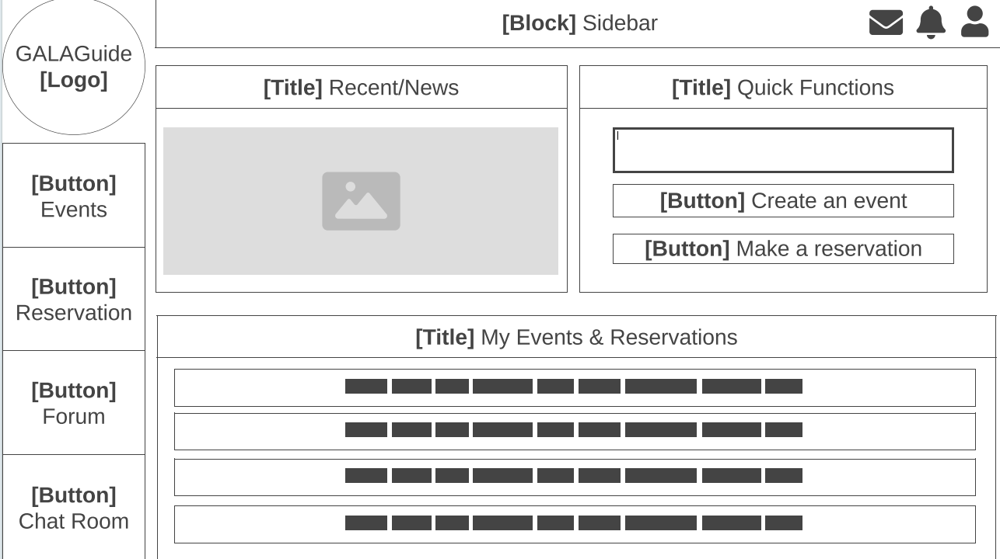 GALAGuide
[Logo]
[Block] Sidebar
[Title] Recent/News
[Title] Quick Functions
[Button] Create an event
[Button] Make a reservation
[Button]
Events
[Button]
Reservation
[Button]
Forum
[Button]
Chat Room
[Title] My Events & Reservations